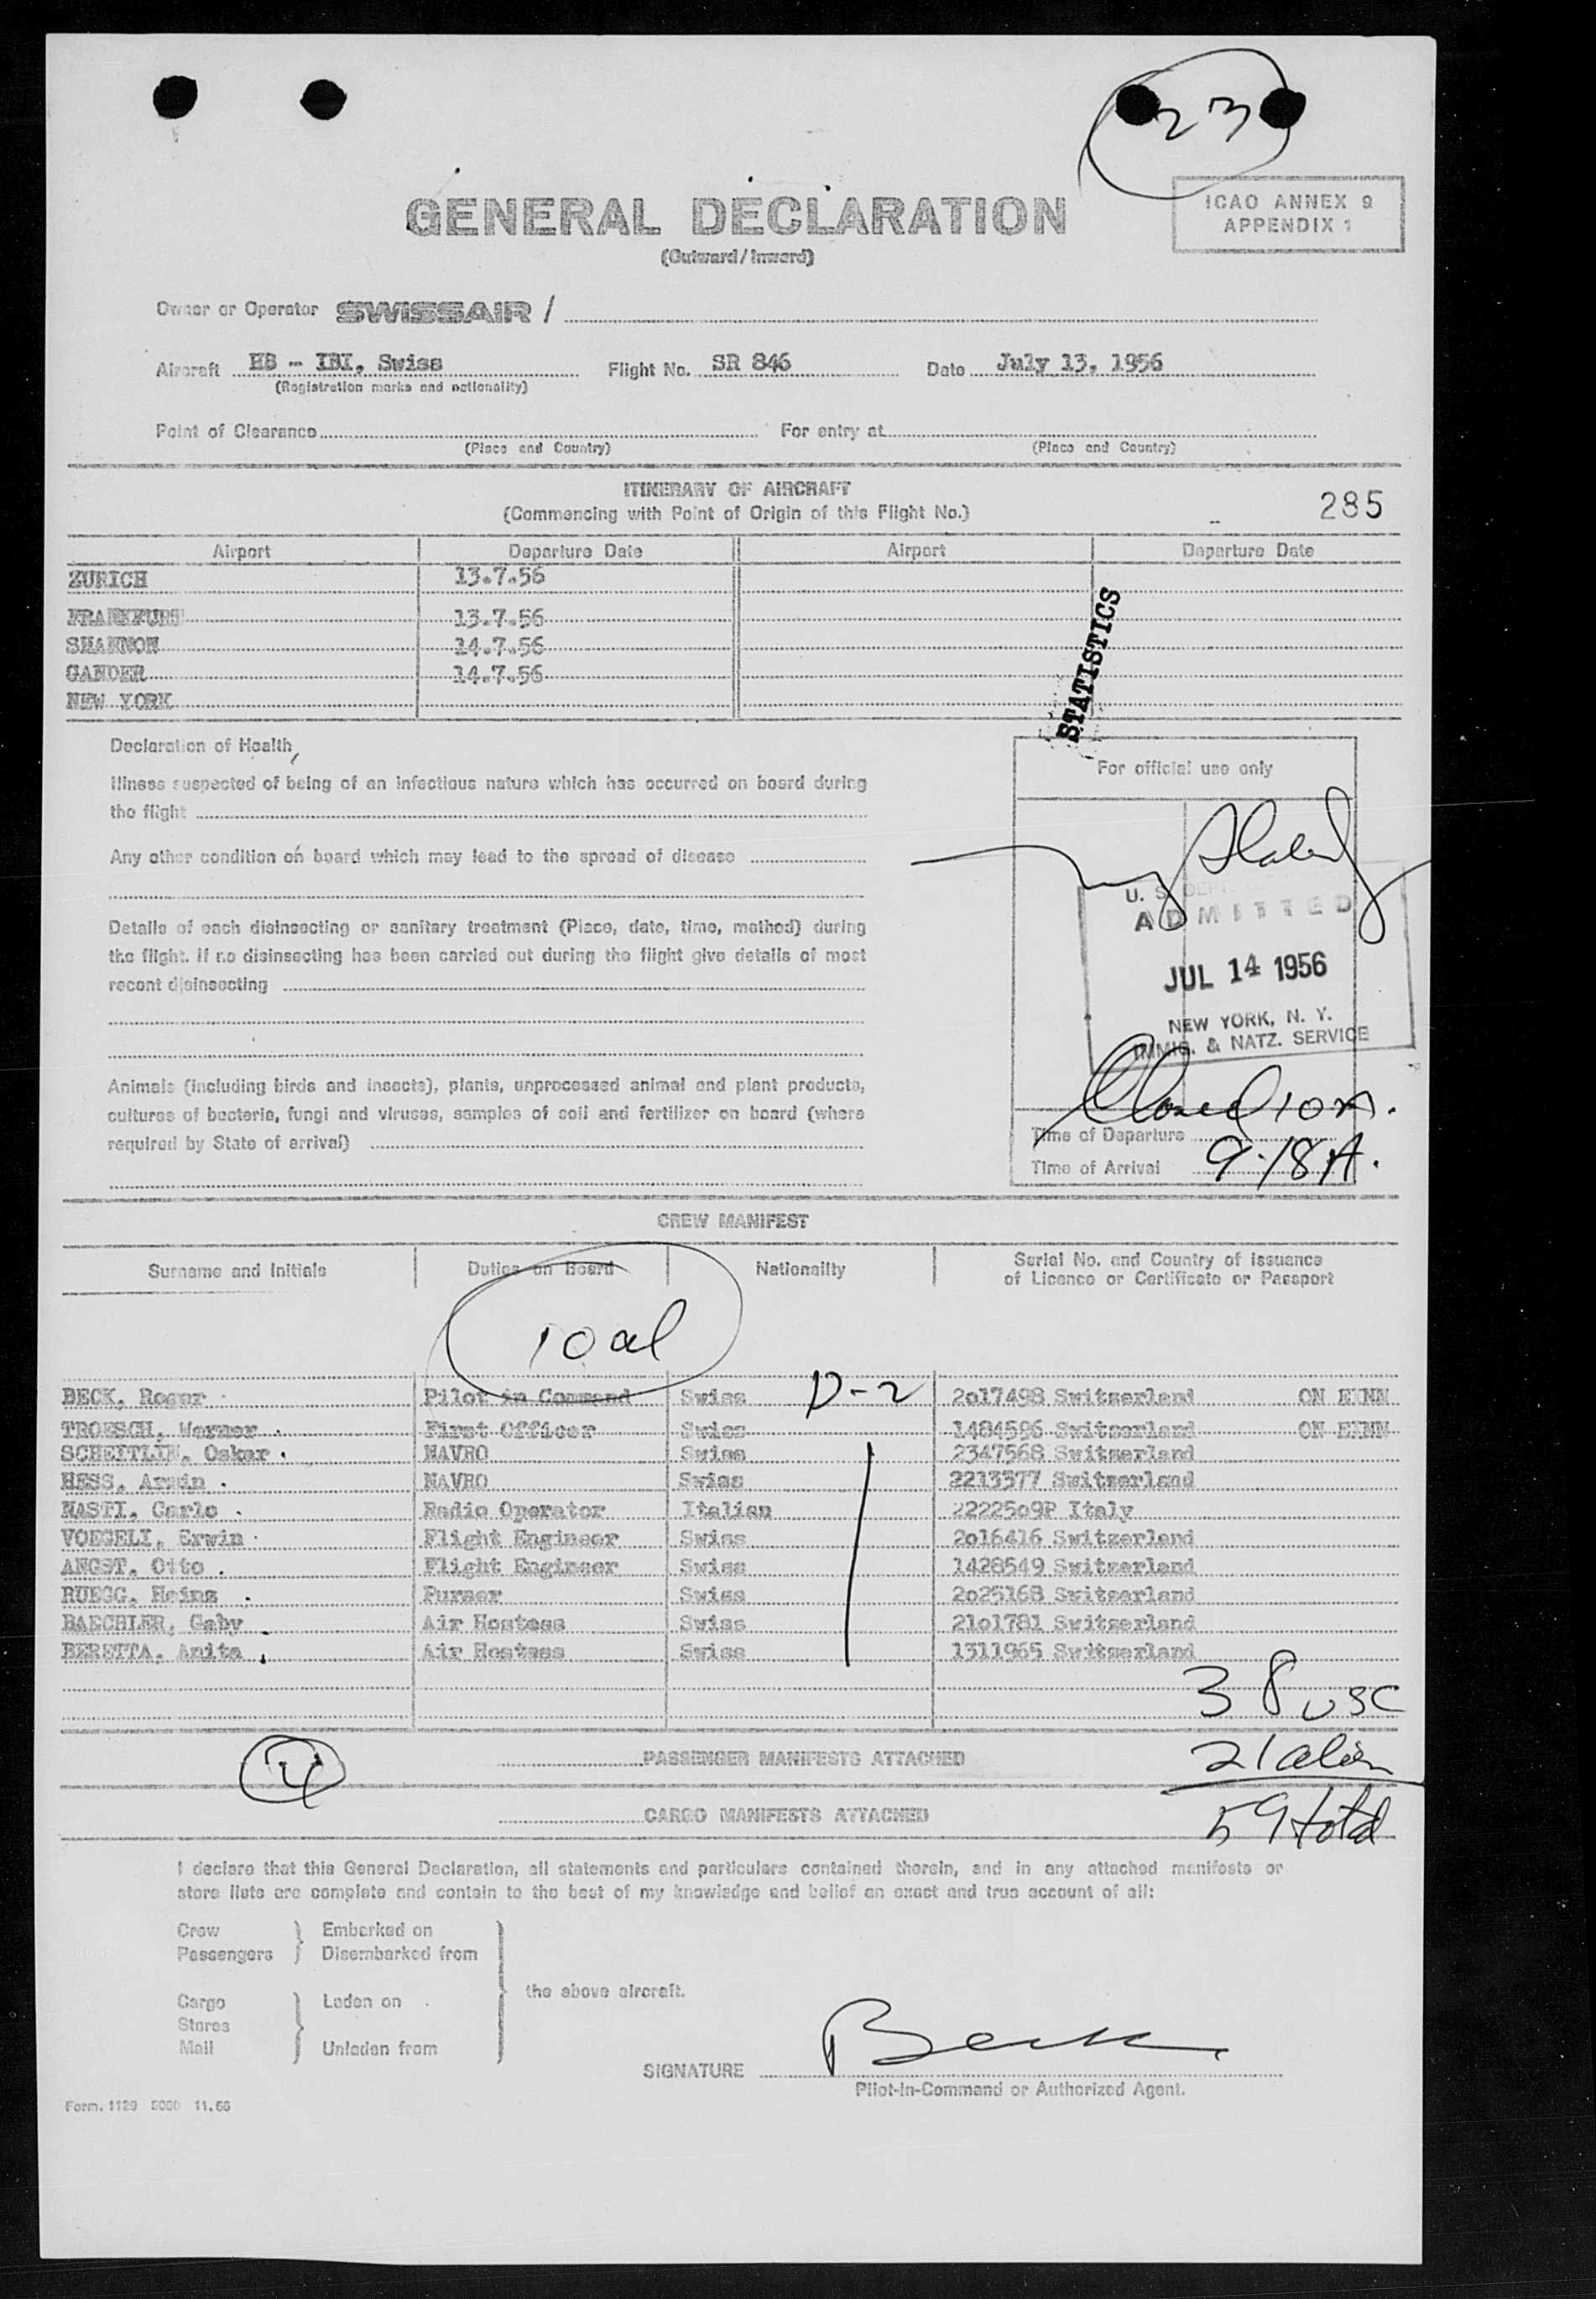 23
GENERAL DECLARATION
(Outward/Inward)
ICAO ANNEX 9
APPENDIX 1
Owner or Operator SWISSAIR /
Aircraft HB - IBI, Swiss Flight No. SR 846 Date July 13, 1956
(Registration marks and nationality)
Point of Clearance For entry at
(Place and Country) (Place and Country)
ITINERARY OF AIRCRAFT
(Commencing with Point of Origin of this Flight No.)
285
Airport Departure Date Airport Departure Date
ZURICH 13.7.56
FRANKFURT 13.7.56
SHANNON 14.7.56
GANDER 14.7.56
NEW YORK
STATISTICS
Declaration of Health
Illness suspected of being of an infectious nature which has occurred on board during
the flight
Any other condition on board which may lead to the spread of disease
Details of each disinsecting or sanitary treatment (Place, date, time, method) during
the flight. If no disinsecting has been carried out during the flight give details of most
recent disinsecting
Animals (including birds and insects), plants, unprocessed animal and plant products,
cultures of bacteria, fungi and viruses, samples of soil and fertilizer on board (where
required by State of arrival)
For official use only
U. S. DEPT.
ADMITTED
JUL 14 1956
NEW YORK, N. Y.
IMMIG. & NATZ. SERVICE
Closed 10 A.
Time of Departure
Time of Arrival 9:18 A.
CREW MANIFEST
Surname and Initials Duties on Board Nationality Serial No. and Country of issuance
of Licence or Certificate or Passport
10 al
BECK, Roger Pilot in Command Swiss D-2 2o17498 Switzerland ON EINN
TROESCH, Werner First Officer Swiss 1484596 Switzerland ON EINN
SCHEITLIN, Oskar NAVRO Swiss 2347568 Switzerland
HESS, Armin NAVRO Swiss 2213377 Switzerland
NASTI, Carlo Radio Operator Italian 22225o9P Italy
VOEGELI, Erwin Flight Engineer Swiss 2o16416 Switzerland
ANGST, Otto Flight Engineer Swiss 1428549 Switzerland
RUEGG, Heinz Purser Swiss 2o25168 Switzerland
BAECHLER, Gaby Air Hostess Swiss 21o1781 Switzerland
BERETTA, Anita Air Hostess Swiss 1311965 Switzerland
38 USC
PASSENGER MANIFESTS ATTACHED 21 alien
CARGO MANIFESTS ATTACHED 59 total
I declare that this General Declaration, all statements and particulars contained therein, and in any attached manifests or
store lists are complete and contain to the best of my knowledge and belief an exact and true account of all:
Crew Embarked on
Passengers Disembarked from
the above aircraft.
Cargo Laden on
Stores
Mail Unladen from
SIGNATURE Beck
Pilot-in-Command or Authorized Agent.
Form. 1129 5000 11.55